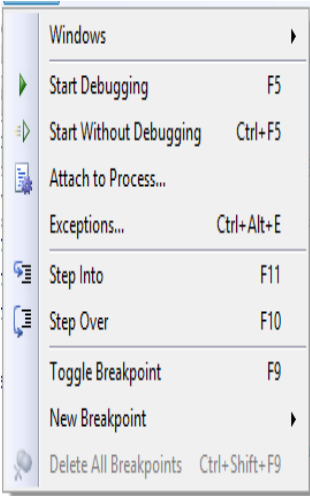 Windows
Start Debugging F5
Start Without Debugging Ctrl+F5
Attach to Process...
Exceptions... Ctrl+Alt+E
Step Into F11
Step Over F10
Toggle Breakpoint F9
New Breakpoint
Delete All Breakpoints Ctrl+Shift+F9